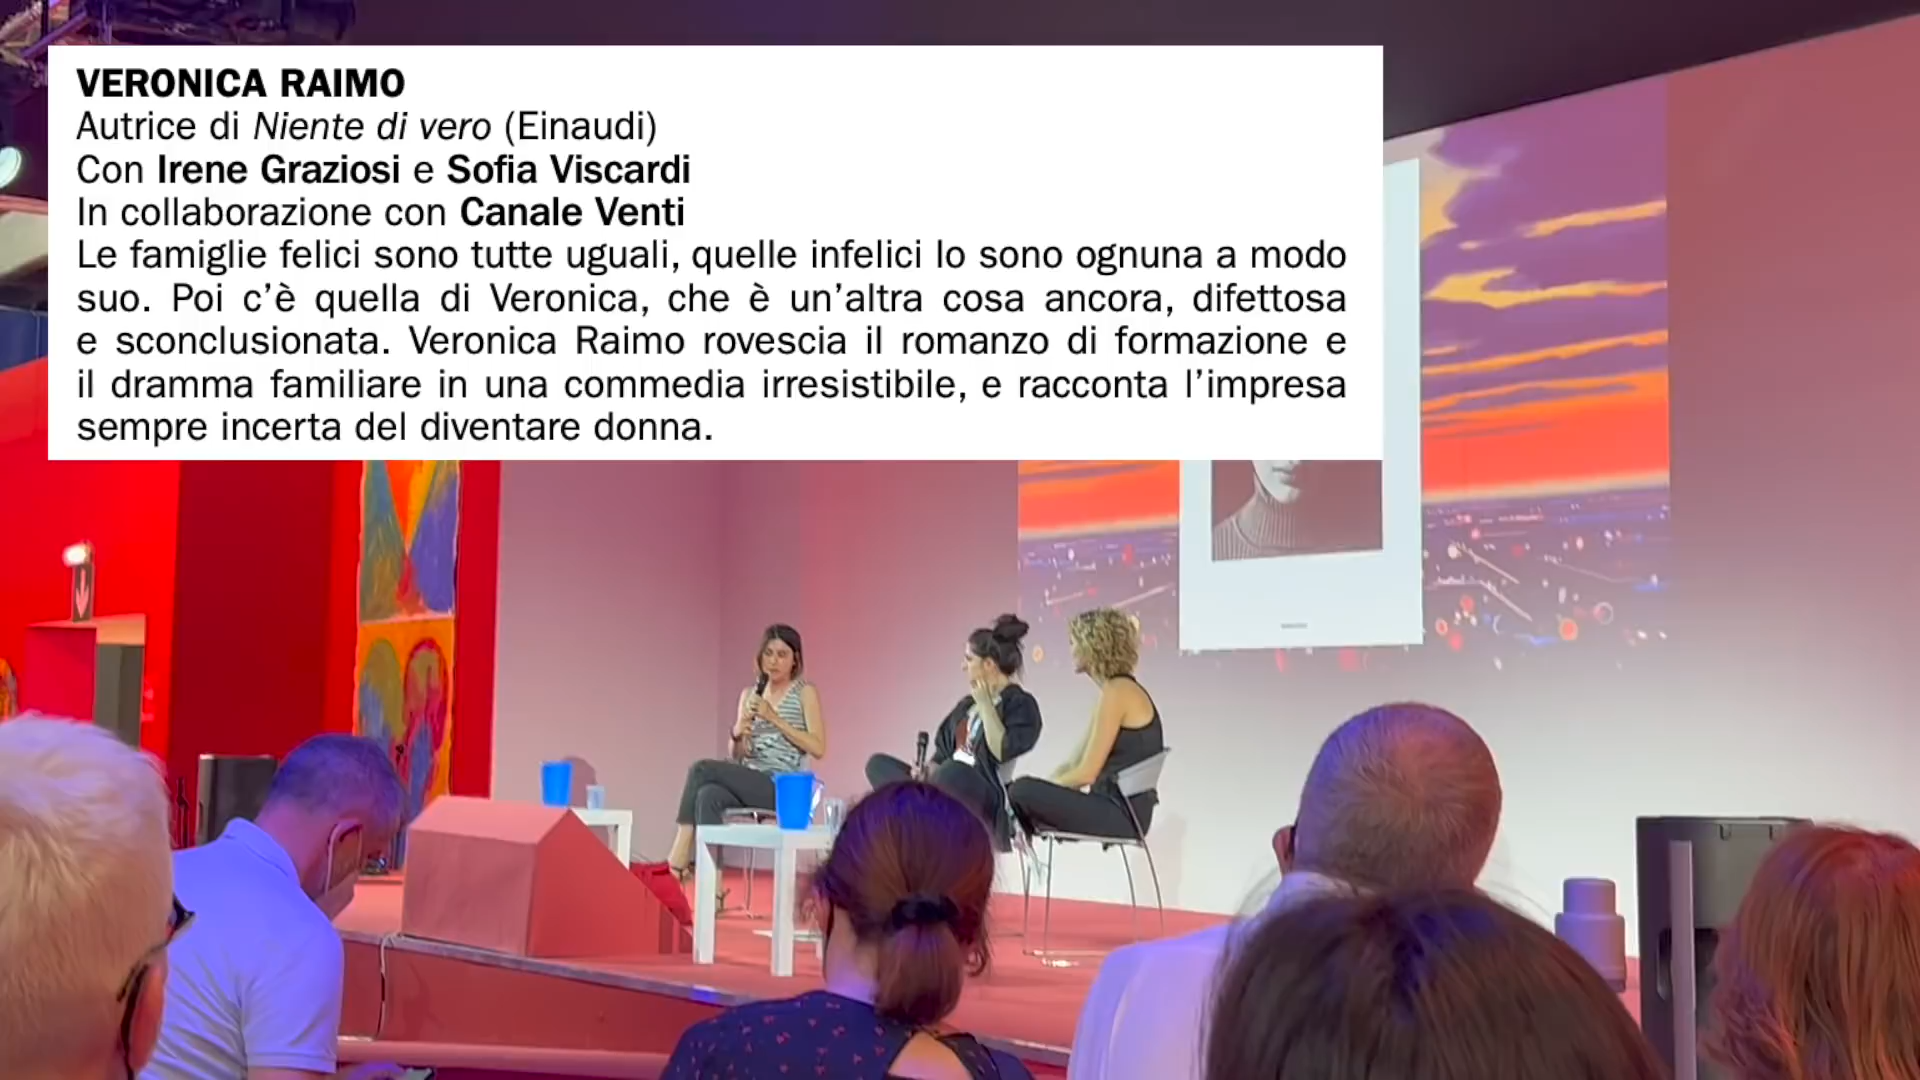 VERONICA RAIMO
Autrice di Niente di vero (Einaudi)
Con Irene Graziosi e Sofia Viscardi
In collaborazione con Canale Venti
Le famiglie felici sono tutte uguali, quelle infelici lo sono ognuna a modo
suo. Poi c’è quella di Veronica, che è un’altra cosa ancora, difettosa
e sconclusionata. Veronica Raimo rovescia il romanzo di formazione e
il dramma familiare in una commedia irresistibile, e racconta l’impresa
sempre incerta del diventare donna.